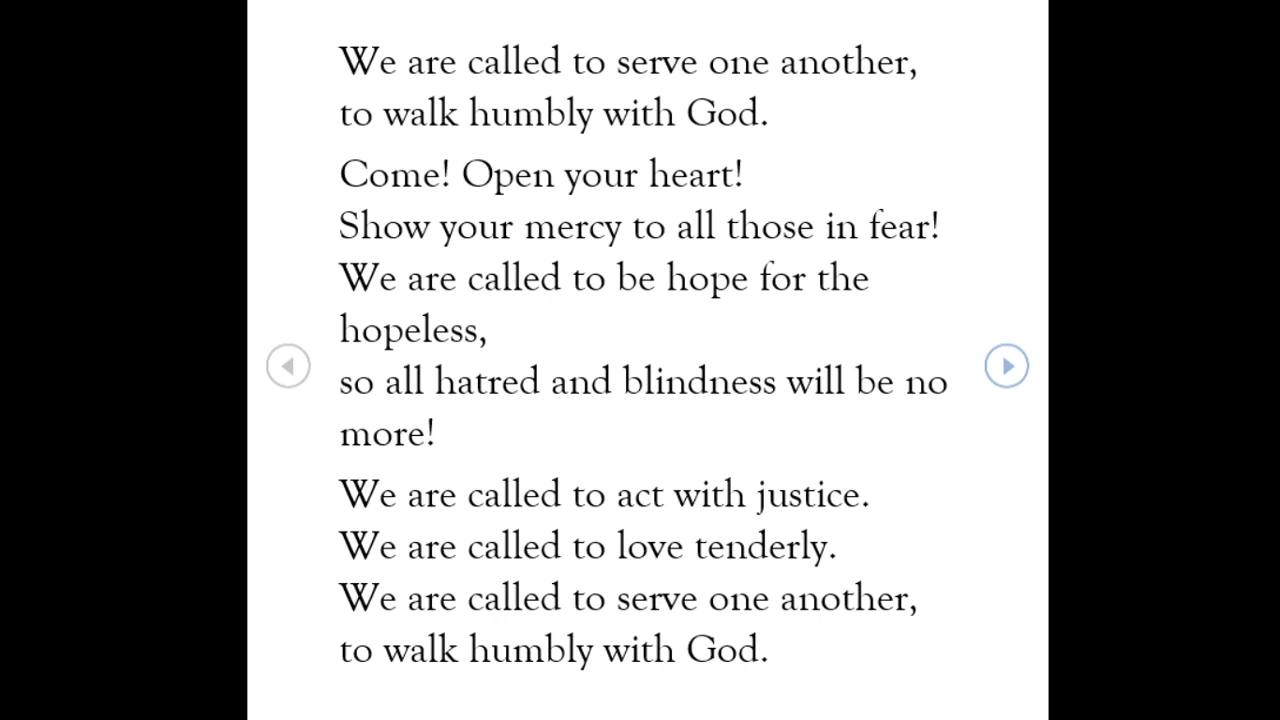 We are called to serve one another,
to walk humbly with God.
Come! Open your heart!
Show your mercy to all those in fear!
We are called to be hope for the
hopeless,
so all hatred and blindness will be no
more!
We are called to act with justice.
We are called to love tenderly.
We are called to serve one another,
to walk humbly with God.